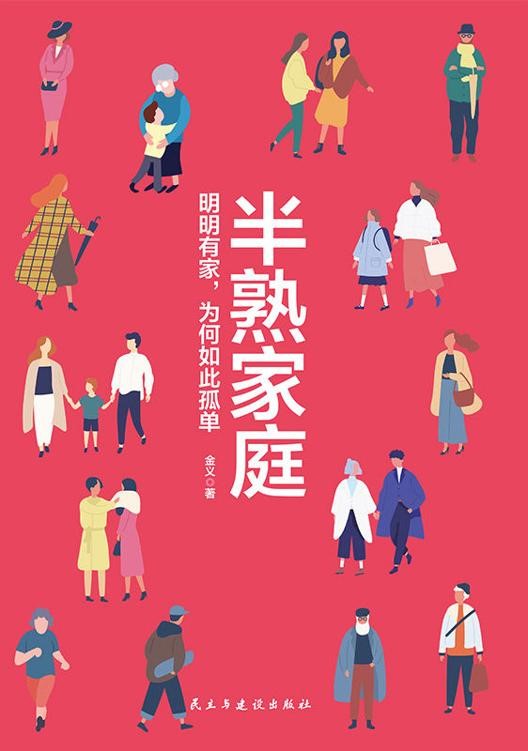 半熟家庭
明明有家，为何如此孤单
金义◎著
民主与建设出版社